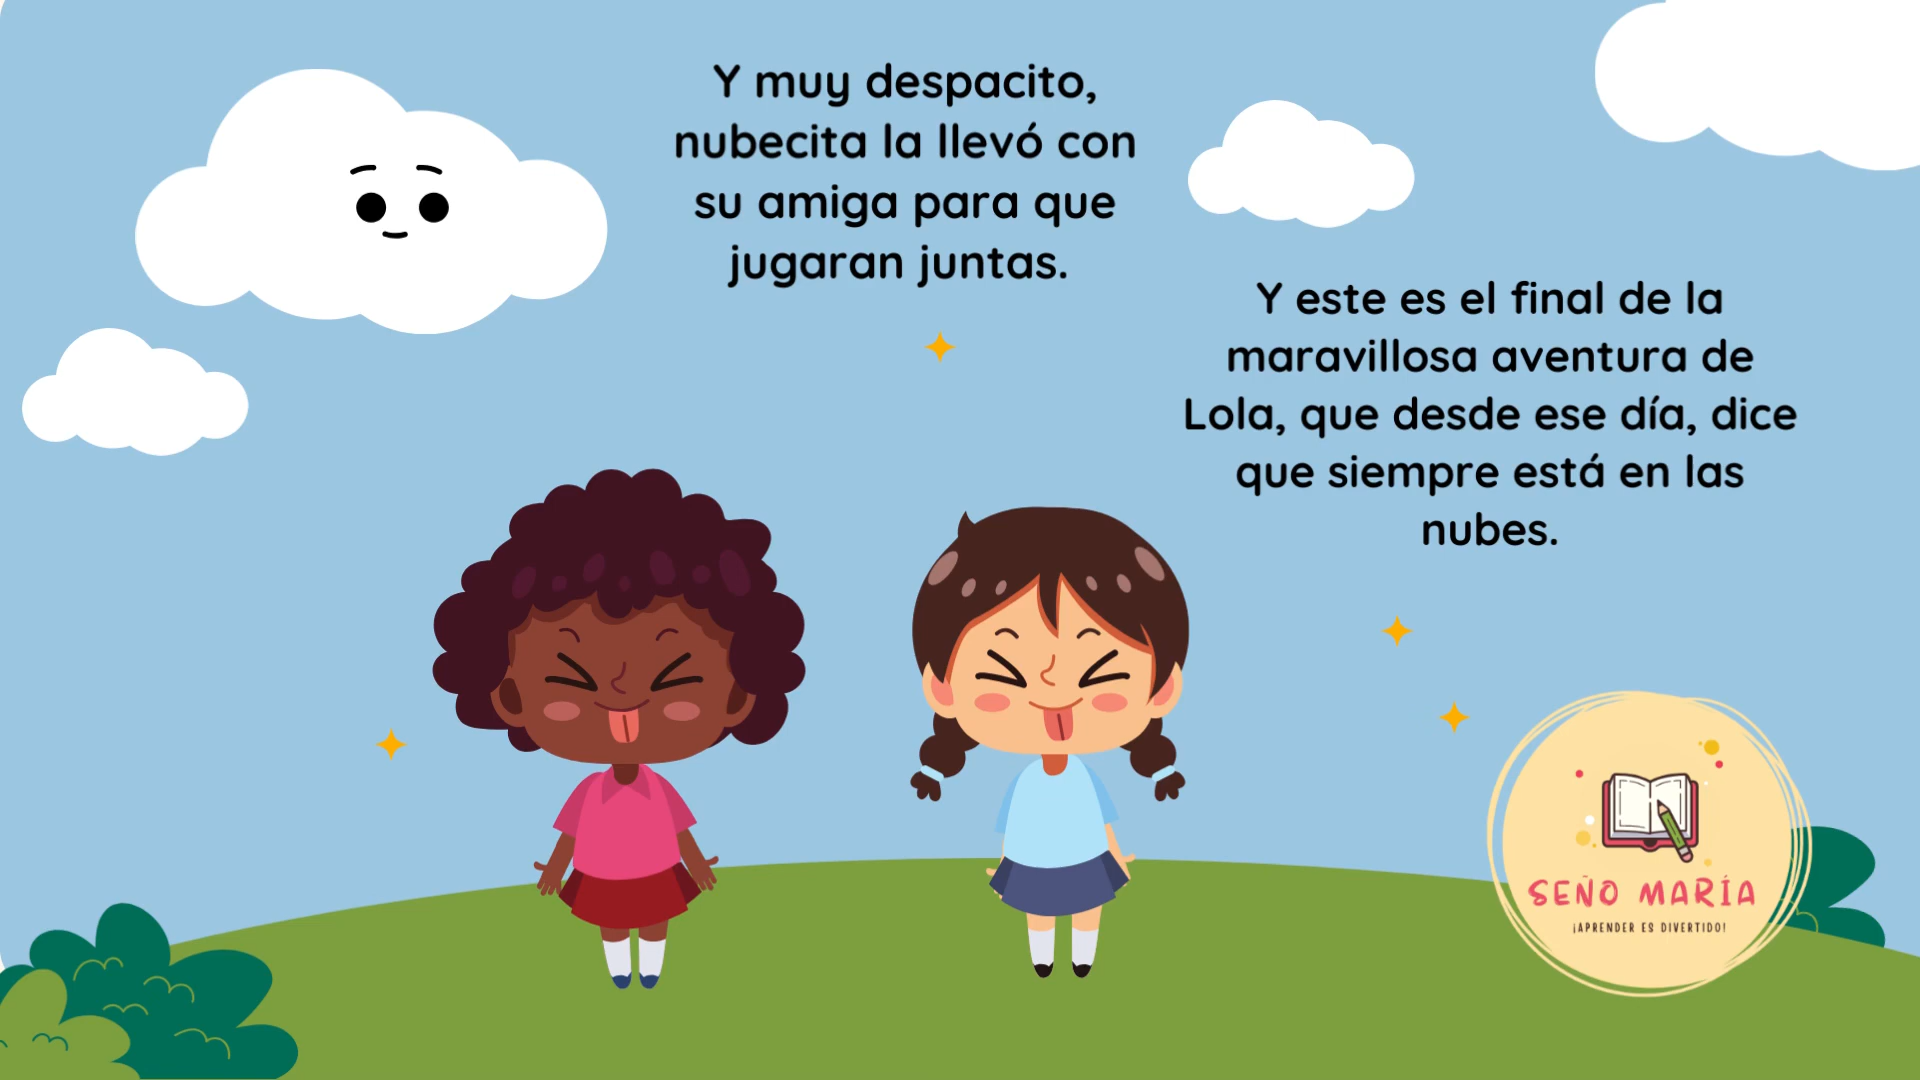 Y muy despacito,
nubecita la llevó con
su amiga para que
jugaran juntas.
Y este es el final de la
maravillosa aventura de
Lola, que desde ese día, dice
que siempre está en las
nubes.
SEÑO MARÍA
¡APRENDER ES DIVERTIDO!